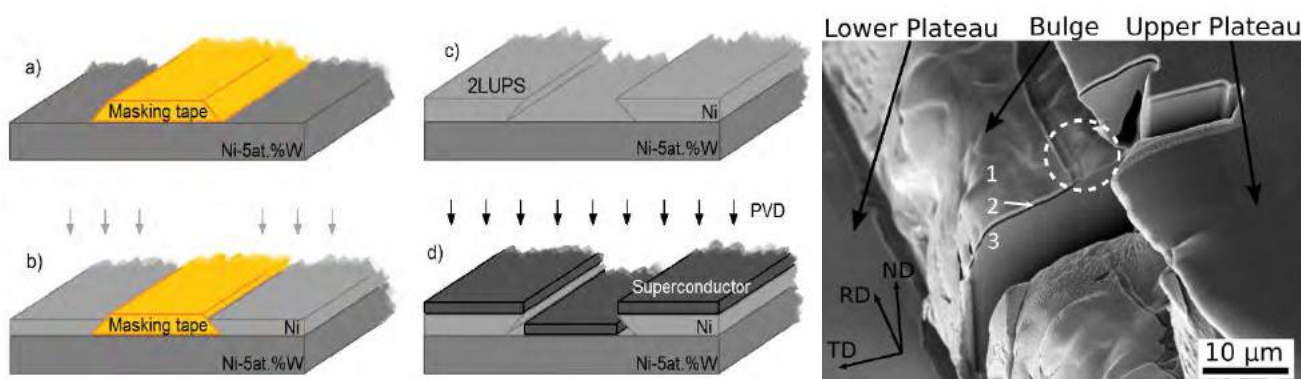 a)
Masking tape
Ni-5at.%W
b)
Masking tape
Ni
Ni-5at.%W
c)
2LUPS
Ni
Ni-5at.%W
PVD
d)
Superconductor
Ni
Ni-5at.%W
Lower Plateau Bulge Upper Plateau
1
2
3
ND
RD
TD
10 μm